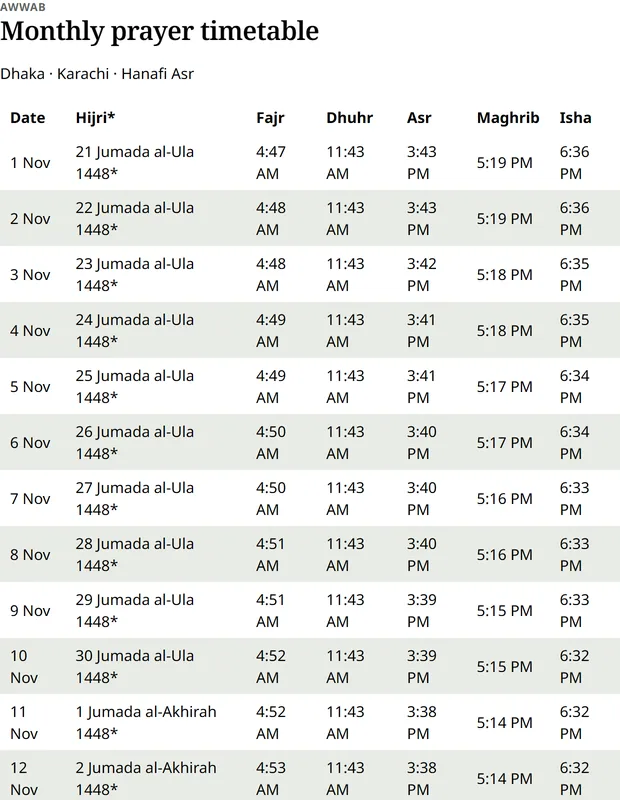 AWWAB
Monthly prayer timetable
Dhaka · Karachi · Hanafi Asr
Date Hijri* Fajr Dhuhr Asr Maghrib Isha
1 Nov 21 Jumada al-Ula 1448* 4:47 AM 11:43 AM 3:43 PM 5:19 PM 6:36 PM
2 Nov 22 Jumada al-Ula 1448* 4:48 AM 11:43 AM 3:43 PM 5:19 PM 6:36 PM
3 Nov 23 Jumada al-Ula 1448* 4:48 AM 11:43 AM 3:42 PM 5:18 PM 6:35 PM
4 Nov 24 Jumada al-Ula 1448* 4:49 AM 11:43 AM 3:41 PM 5:18 PM 6:35 PM
5 Nov 25 Jumada al-Ula 1448* 4:49 AM 11:43 AM 3:41 PM 5:17 PM 6:34 PM
6 Nov 26 Jumada al-Ula 1448* 4:50 AM 11:43 AM 3:40 PM 5:17 PM 6:34 PM
7 Nov 27 Jumada al-Ula 1448* 4:50 AM 11:43 AM 3:40 PM 5:16 PM 6:33 PM
8 Nov 28 Jumada al-Ula 1448* 4:51 AM 11:43 AM 3:40 PM 5:16 PM 6:33 PM
9 Nov 29 Jumada al-Ula 1448* 4:51 AM 11:43 AM 3:39 PM 5:15 PM 6:33 PM
10 Nov 30 Jumada al-Ula 1448* 4:52 AM 11:43 AM 3:39 PM 5:15 PM 6:32 PM
11 Nov 1 Jumada al-Akhirah 1448* 4:52 AM 11:43 AM 3:38 PM 5:14 PM 6:32 PM
12 Nov 2 Jumada al-Akhirah 1448* 4:53 AM 11:43 AM 3:38 PM 5:14 PM 6:32 PM